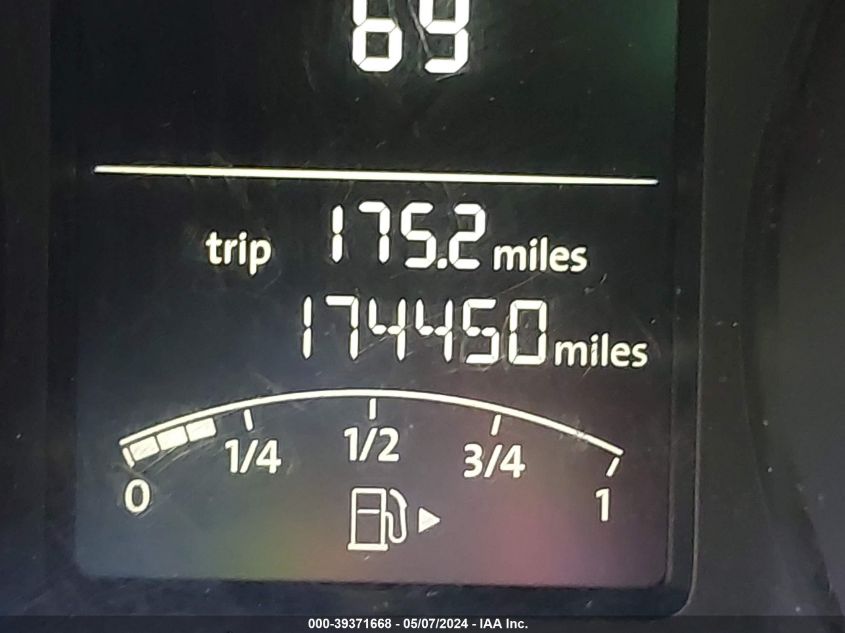 69
trip 175.2 miles
174450 miles
0 1/4 1/2 3/4 1
000-39371668 - 05/07/2024 - IAA Inc.